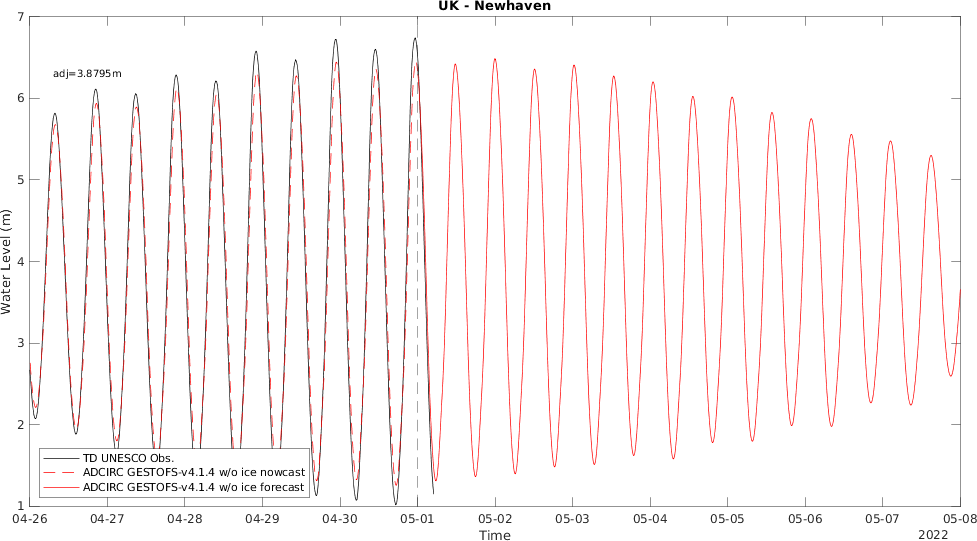 UK - Newhaven
7
adj=3.8795m
6
5
4
3
2
1
Water Level (m)
TD UNESCO Obs.
ADCIRC GESTOFS-v4.1.4 w/o ice nowcast
ADCIRC GESTOFS-v4.1.4 w/o ice forecast
04-26 04-27 04-28 04-29 04-30 05-01 05-02 05-03 05-04 05-05 05-06 05-07 05-08
Time
2022